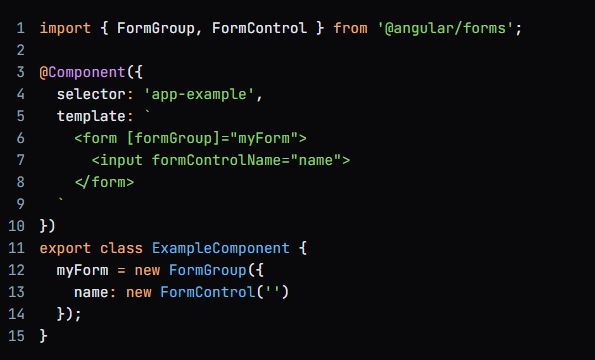 1 import { FormGroup, FormControl } from '@angular/forms';
2
3 @Component({
4   selector: 'app-example',
5   template: `
6     <form [formGroup]="myForm">
7       <input formControlName="name">
8     </form>
9   `
10 })
11 export class ExampleComponent {
12   myForm = new FormGroup({
13     name: new FormControl('')
14   });
15 }